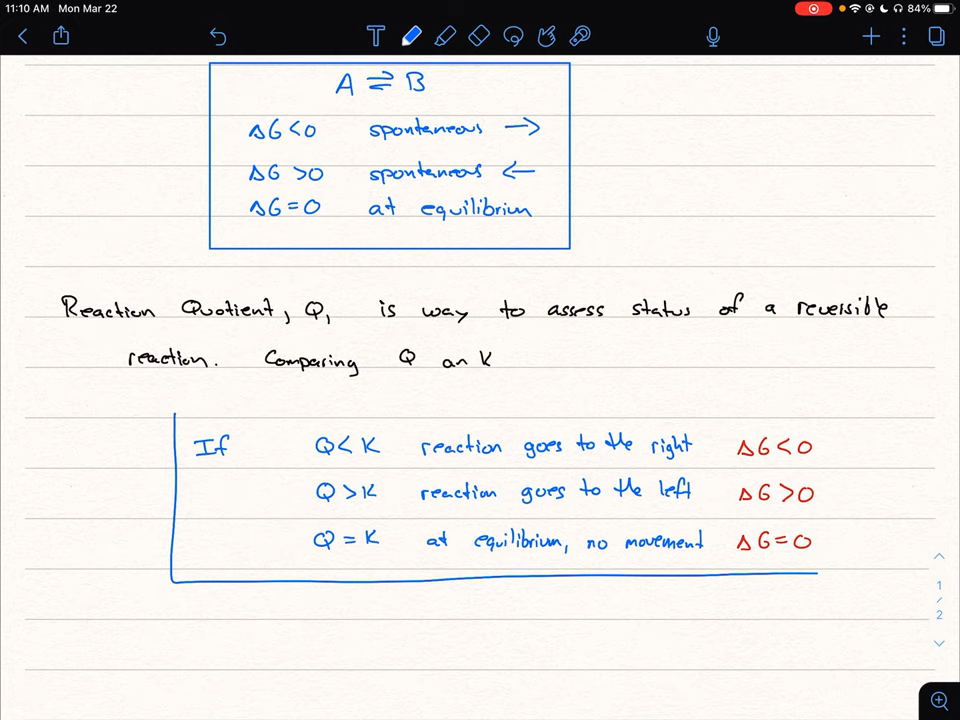 11:10 AM Mon Mar 22
84%
A ⇌ B
ΔG<0 spontaneous →
ΔG >0 spontaneous ←
ΔG=0 at equilibrium
Reaction Quotient, Q, is way to assess status of a reversible
reaction. Comparing Q an K
If Q<K reaction goes to the right ΔG<0
Q>K reaction goes to the left ΔG>0
Q=K at equilibrium, no movement ΔG=0
1
/
2